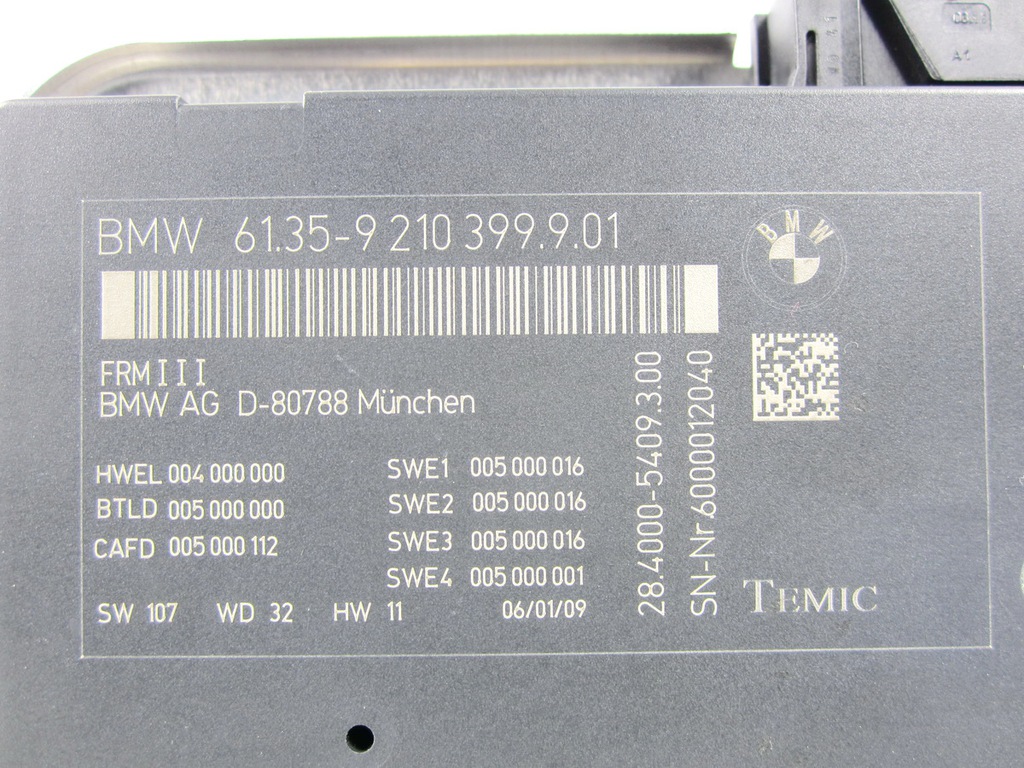 BMW 61.35-9 210 399.9.01
BMW
FRM III
BMW AG D-80788 München
HWEL 004 000 000
BTLD 005 000 000
CAFD 005 000 112
SWE1 005 000 016
SWE2 005 000 016
SWE3 005 000 016
SWE4 005 000 001
SW 107 WD 32 HW 11 06/01/09
28.4000-5409.3.00
SN-Nr.6000012040
TEMIC